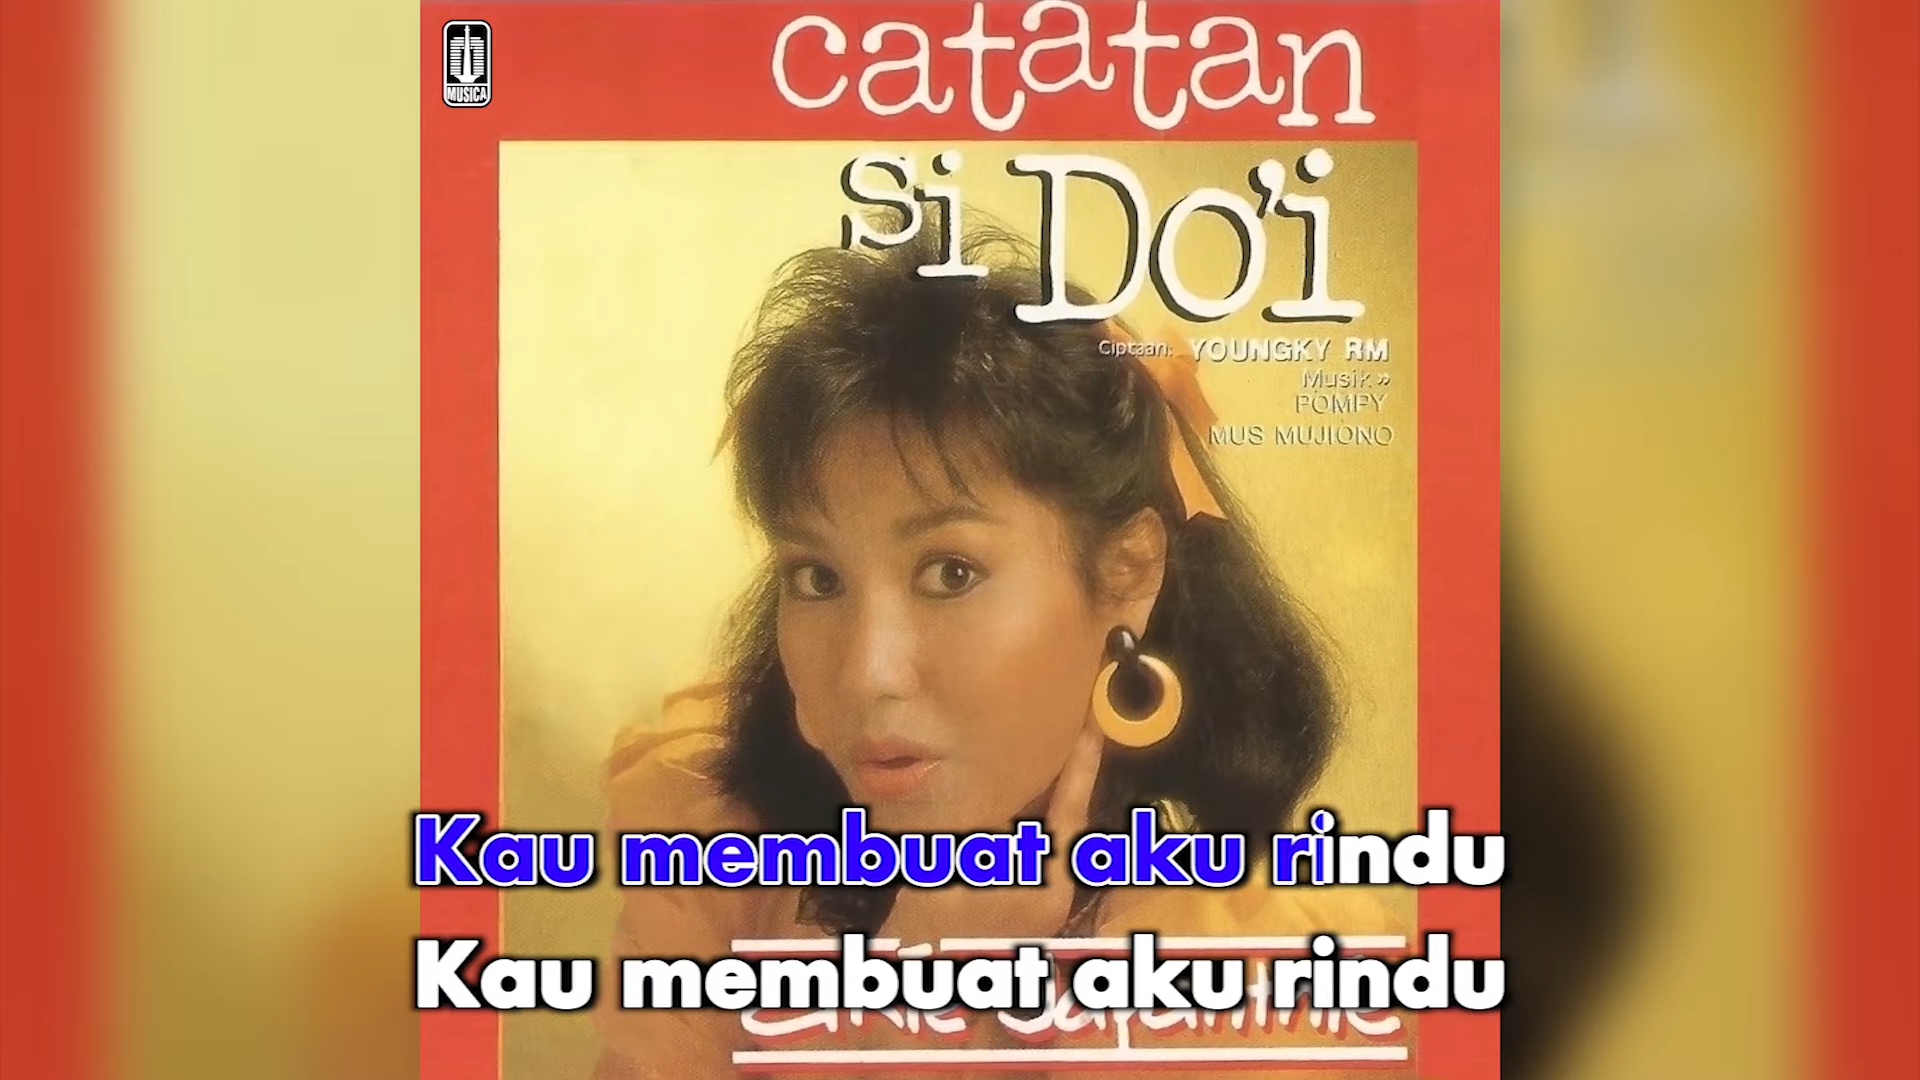 MUSICA
catatan
si Do'i
Ciptaan: YOUNGKY RM
Musik »
POMPY
MUS MUJIONO
Kau membuat aku rindu
Kau membuat aku rindu